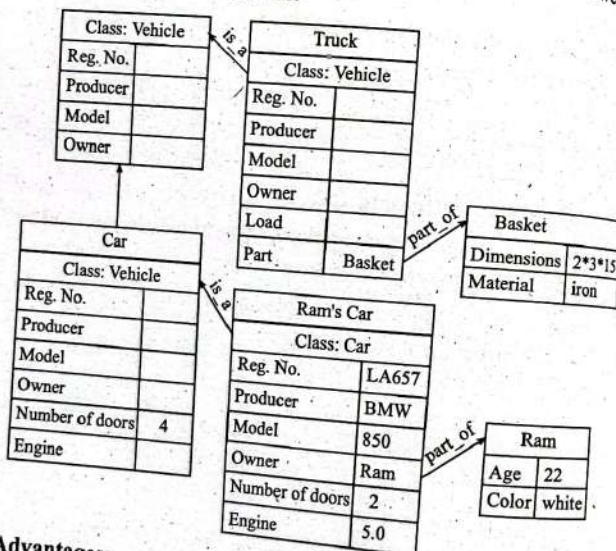 Class: Vehicle
Reg. No.
Producer
Model
Owner
is_a
Truck
Class: Vehicle
Reg. No.
Producer
Model
Owner
Load
Part Basket
part_of
Basket
Dimensions 2*3*15
Material iron
Car
Class: Vehicle
Reg. No.
Producer
Model
Owner
Number of doors 4
Engine
is_a
Ram's Car
Class: Car
Reg. No. LA657
Producer BMW
Model 850
Owner Ram
Number of doors 2
Engine 5.0
part_of
Ram
Age 22
Color white